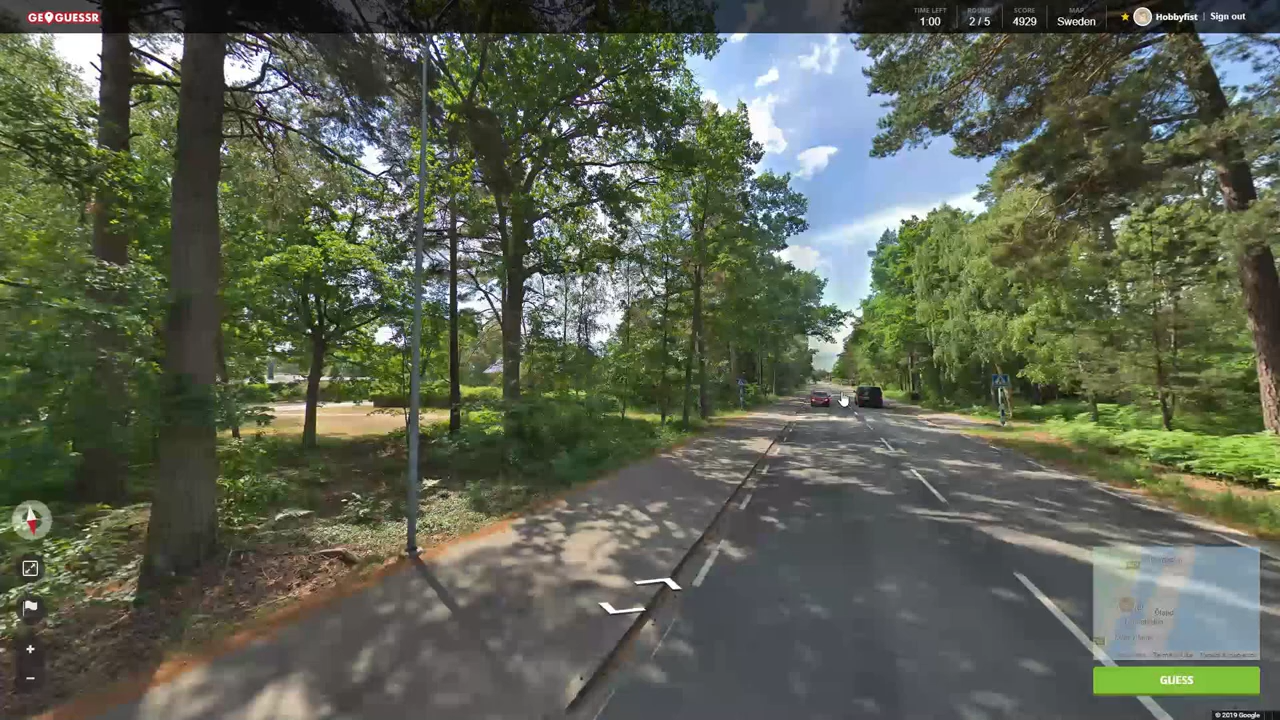 GEOGUESSR
TIME LEFT
1:00
ROUND
2 / 5
SCORE
4929
MAP
Sweden
Hobbyfist
Sign out
GUESS
© 2019 Google